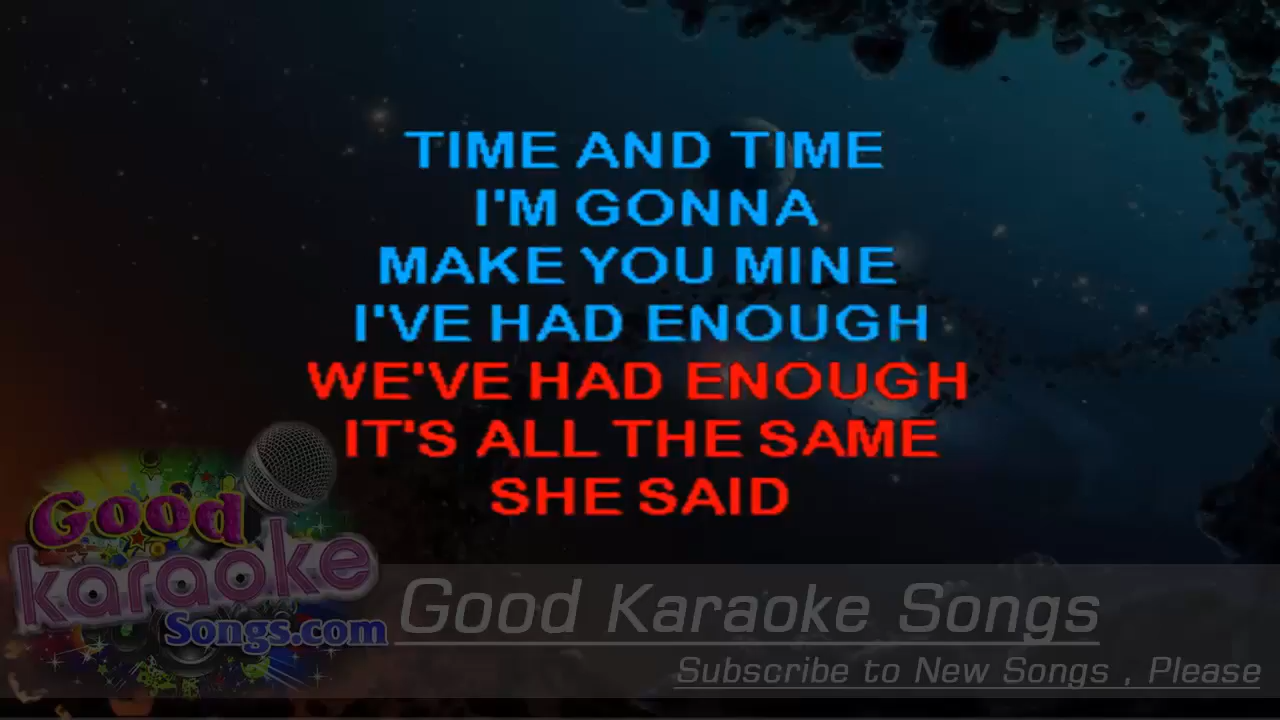 TIME AND TIME
I'M GONNA
MAKE YOU MINE
I'VE HAD ENOUGH
WE'VE HAD ENOUGH
IT'S ALL THE SAME
SHE SAID
Good
karaoke
Songs.com
Good Karaoke Songs
Subscribe to New Songs , Please